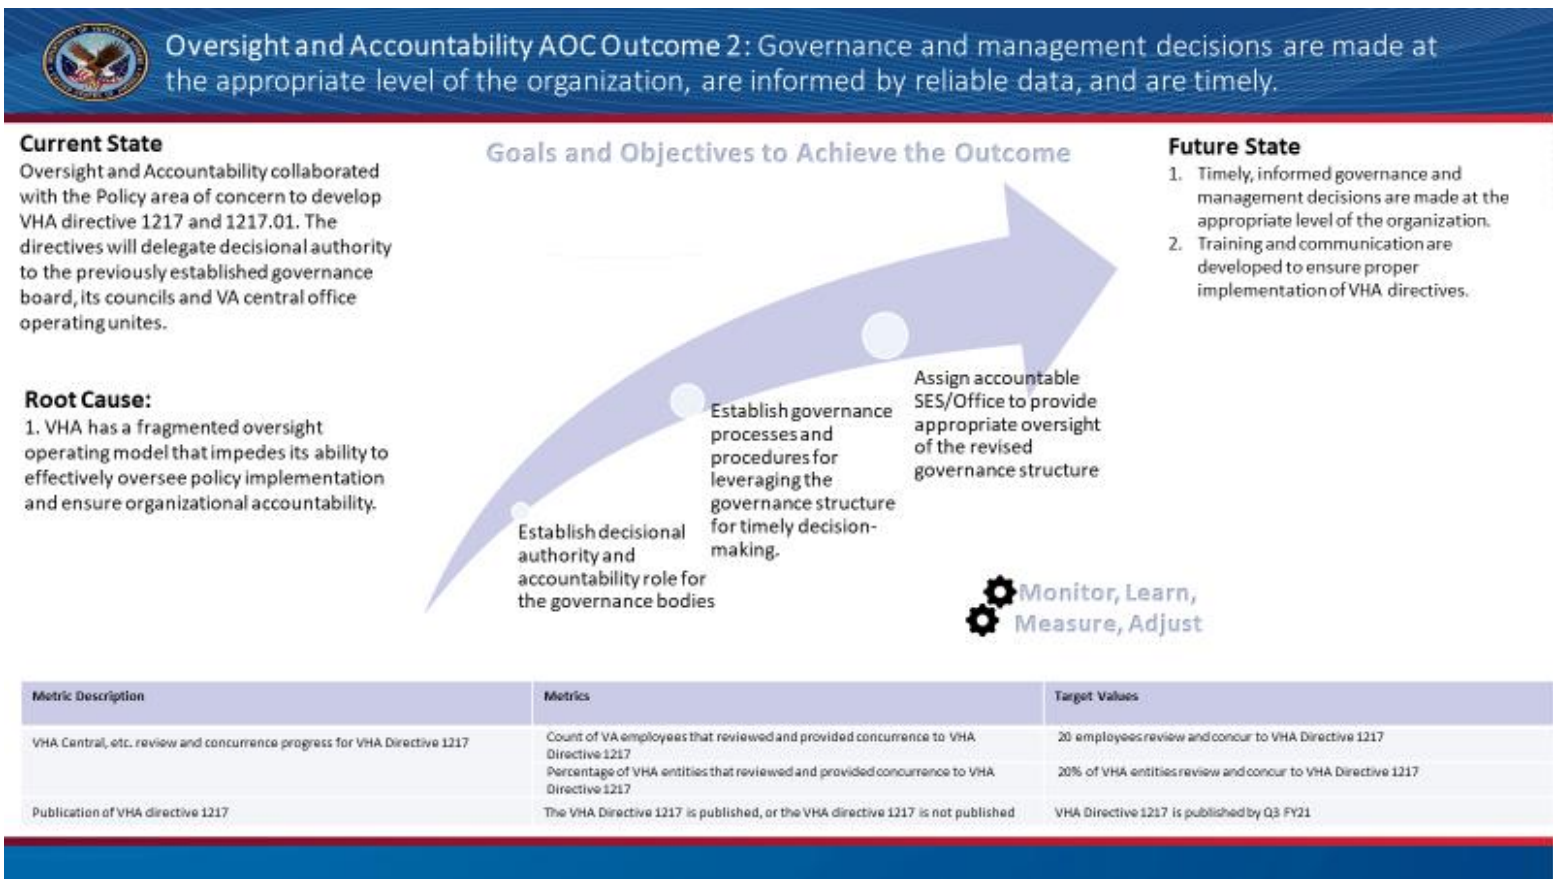 Oversight and Accountability AOC Outcome 2: Governance and management decisions are made at
the appropriate level of the organization, are informed by reliable data, and are timely.
Current State
Oversight and Accountability collaborated
with the Policy area of concern to develop
VHA directive 1217 and 1217.01. The
directives will delegate decisional authority
to the previously established governance
board, its councils and VA central office
operating unites.
Root Cause:
1. VHA has a fragmented oversight
operating model that impedes its ability to
effectively oversee policy implementation
and ensure organizational accountability.
Goals and Objectives to Achieve the Outcome
Establish decisional
authority and
accountability role for
the governance bodies
Establish governance
processes and
procedures for
leveraging the
governance structure
for timely decision-
making.
Assign accountable
SES/Office to provide
appropriate oversight
of the revised
governance structure
Monitor, Learn,
Measure, Adjust
Future State
1. Timely, informed governance and
management decisions are made at the
appropriate level of the organization.
2. Training and communication are
developed to ensure proper
implementation of VHA directives.
Metric Description
Metrics
Target Values
VHA Central, etc. review and concurrence progress for VHA Directive 1217
Count of VA employees that reviewed and provided concurrence to VHA
Directive 1217
20 employees review and concur to VHA Directive 1217
Percentage of VHA entities that reviewed and provided concurrence to VHA
Directive 1217
20% of VHA entities review and concur to VHA Directive 1217
Publication of VHA directive 1217
The VHA Directive 1217 is published, or the VHA directive 1217 is not published
VHA Directive 1217 is published by Q3 FY21